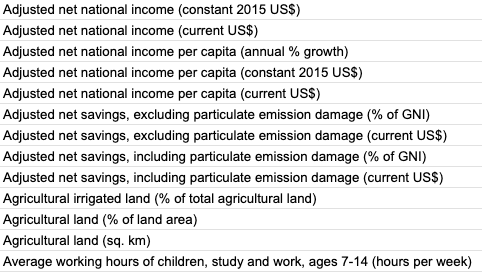 Adjusted net national income (constant 2015 US$)
Adjusted net national income (current US$)
Adjusted net national income per capita (annual % growth)
Adjusted net national income per capita (constant 2015 US$)
Adjusted net national income per capita (current US$)
Adjusted net savings, excluding particulate emission damage (% of GNI)
Adjusted net savings, excluding particulate emission damage (current US$)
Adjusted net savings, including particulate emission damage (% of GNI)
Adjusted net savings, including particulate emission damage (current US$)
Agricultural irrigated land (% of total agricultural land)
Agricultural land (% of land area)
Agricultural land (sq. km)
Average working hours of children, study and work, ages 7-14 (hours per week)